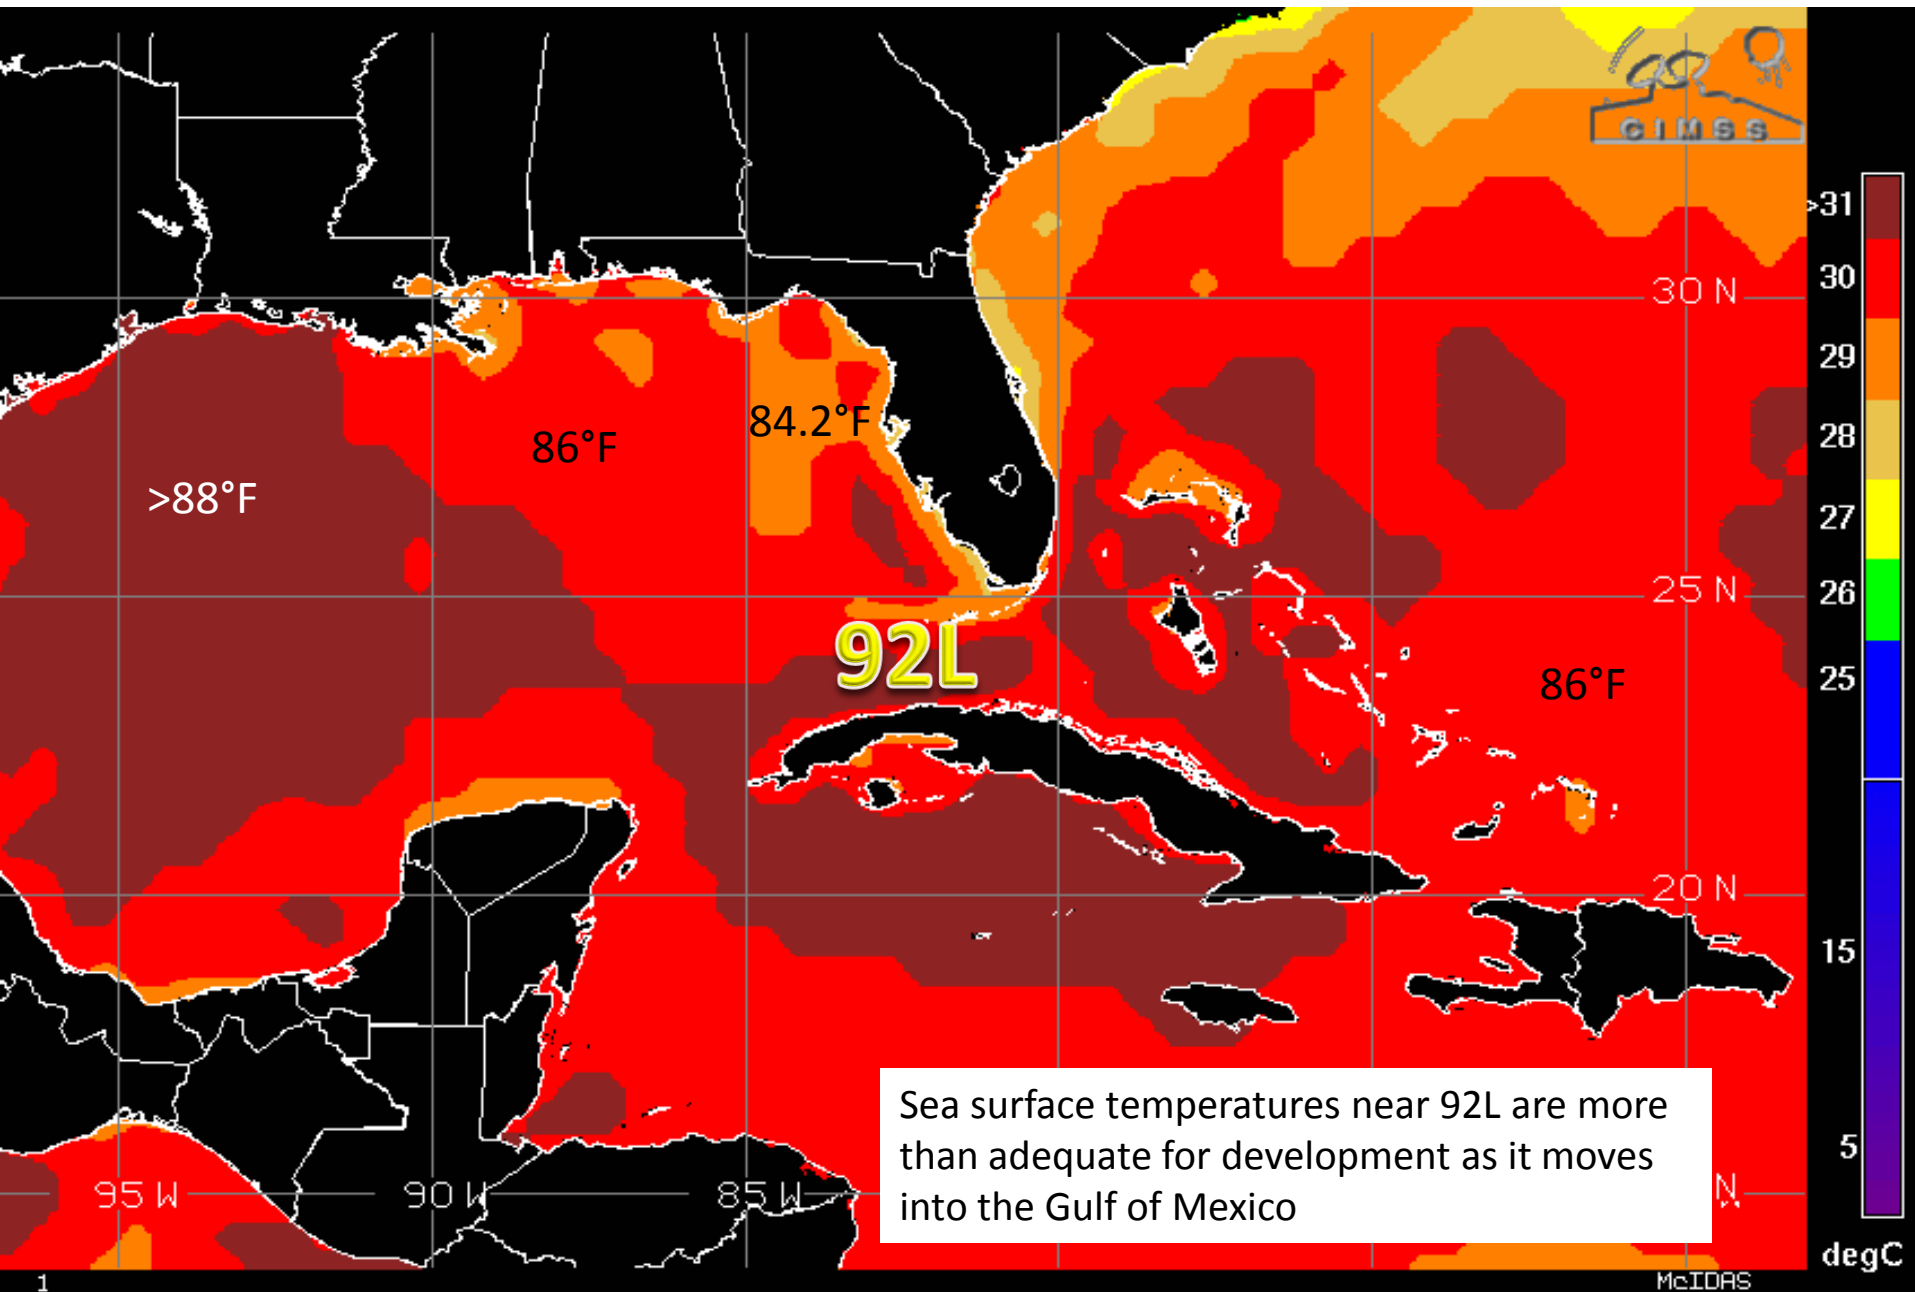 CIMSS
>31
30
30 N
29
84.2°F
86°F
28
>88°F
27
25 N
26
92L
86°F
25
20 N
15
Sea surface temperatures near 92L are more
than adequate for development as it moves
into the Gulf of Mexico
5
95 W
90 W
85 W
N
degC
1
McIDAS